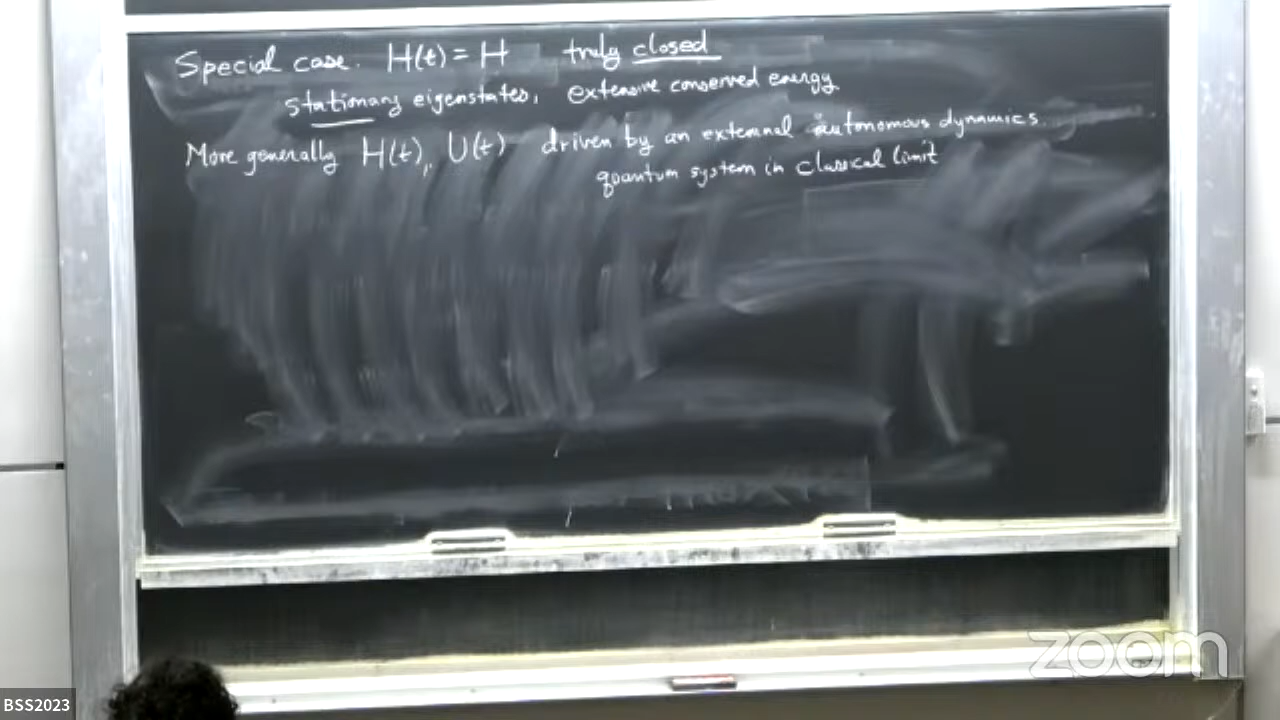 Special case. H(t) = H truly closed
stationary eigenstates, extensive conserved energy
More generally H(t), U(t) driven by an external autonomous dynamics
quantum system in classical limit
zoom
BSS2023